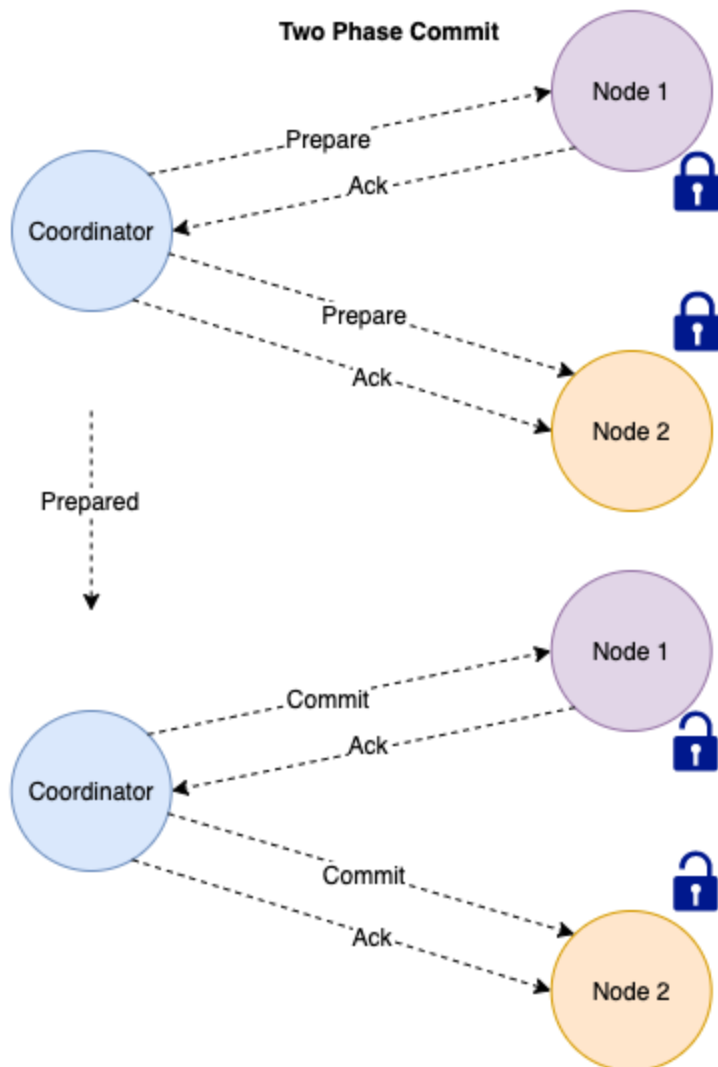 Two Phase Commit
Node 1
Prepare
Ack
Coordinator
Prepare
Ack
Node 2
Prepared
Node 1
Commit
Ack
Coordinator
Commit
Ack
Node 2